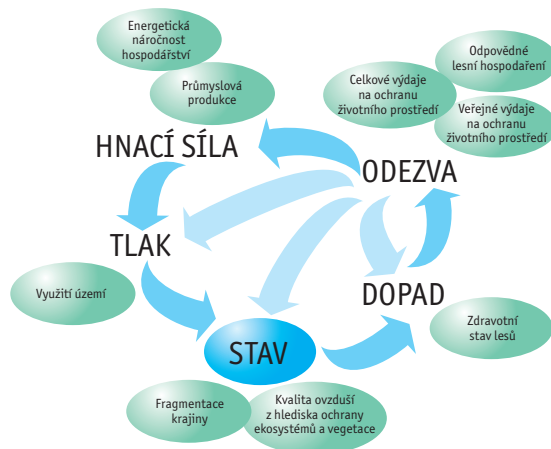 Energetická
náročnost
hospodářství
Průmyslová
produkce
Odpovědné
lesní hospodaření
Celkové výdaje
na ochranu
životního prostředí
Veřejné výdaje
na ochranu
životního prostředí
HNACÍ SÍLA
ODEZVA
TLAK
DOPAD
Využití území
Zdravotní
stav lesů
STAV
Fragmentace
krajiny
Kvalita ovzduší
z hlediska ochrany
ekosystémů a vegetace